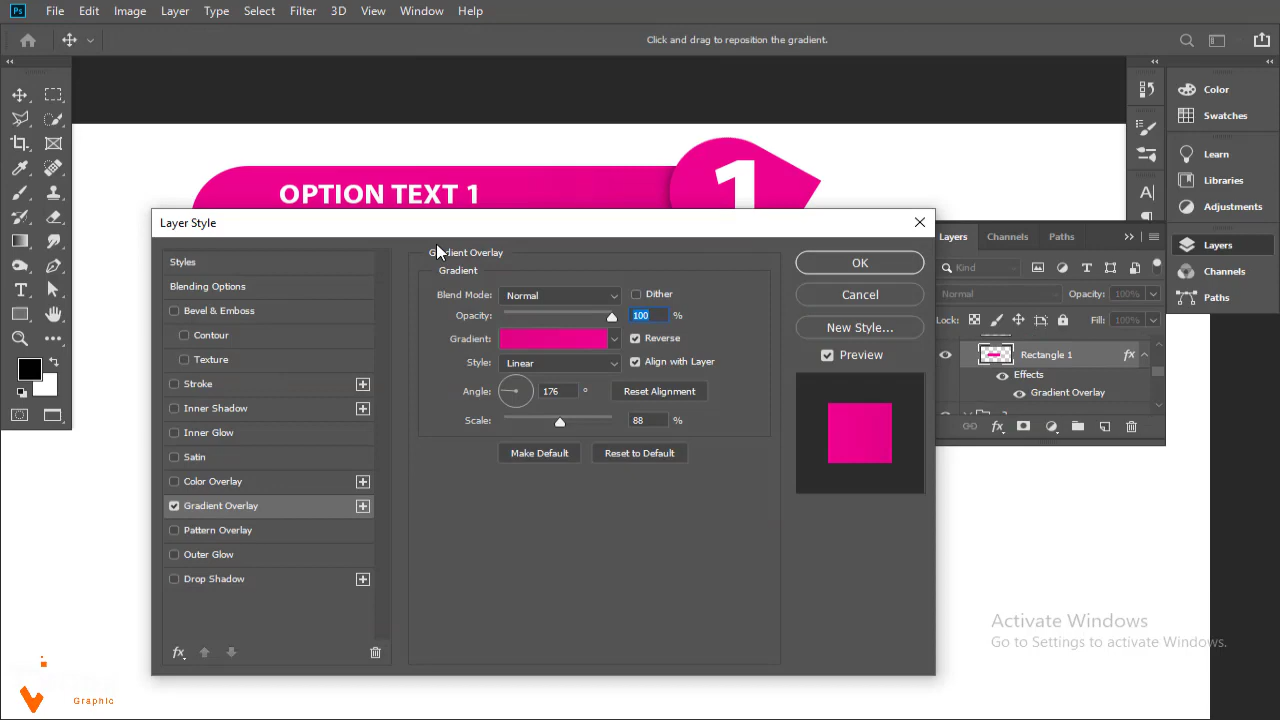 Ps File Edit Image Layer Type Select Filter 3D View Window Help
Click and drag to reposition the gradient.
Color
Swatches
Learn
Libraries
Adjustments
Layers
Channels
Paths
OPTION TEXT 1
1
Layer Style
Styles
Blending Options
Bevel & Emboss
Contour
Texture
Stroke
Inner Shadow
Inner Glow
Satin
Color Overlay
Gradient Overlay
Pattern Overlay
Outer Glow
Drop Shadow
fx
Gradient Overlay
Gradient
Blend Mode: Normal Dither
Opacity: 100 %
Gradient: Reverse
Style: Linear Align with Layer
Angle: 176 ° Reset Alignment
Scale: 88 %
Make Default Reset to Default
OK
Cancel
New Style...
Preview
Layers Channels Paths
Kind
Normal Opacity: 100%
Lock: Fill: 100%
Rectangle 1 fx
Effects
Gradient Overlay
fx
Activate Windows
Go to Settings to activate Windows.
Graphic